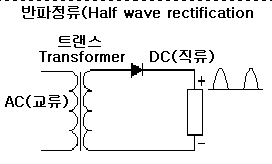 반파정류(Half wave rectification
트랜스
Transformer
DC(직류)
AC(교류)
+
−